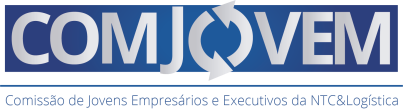 COMJOVEM
Comissão de Jovens Empresários e Executivos da NTC&Logística